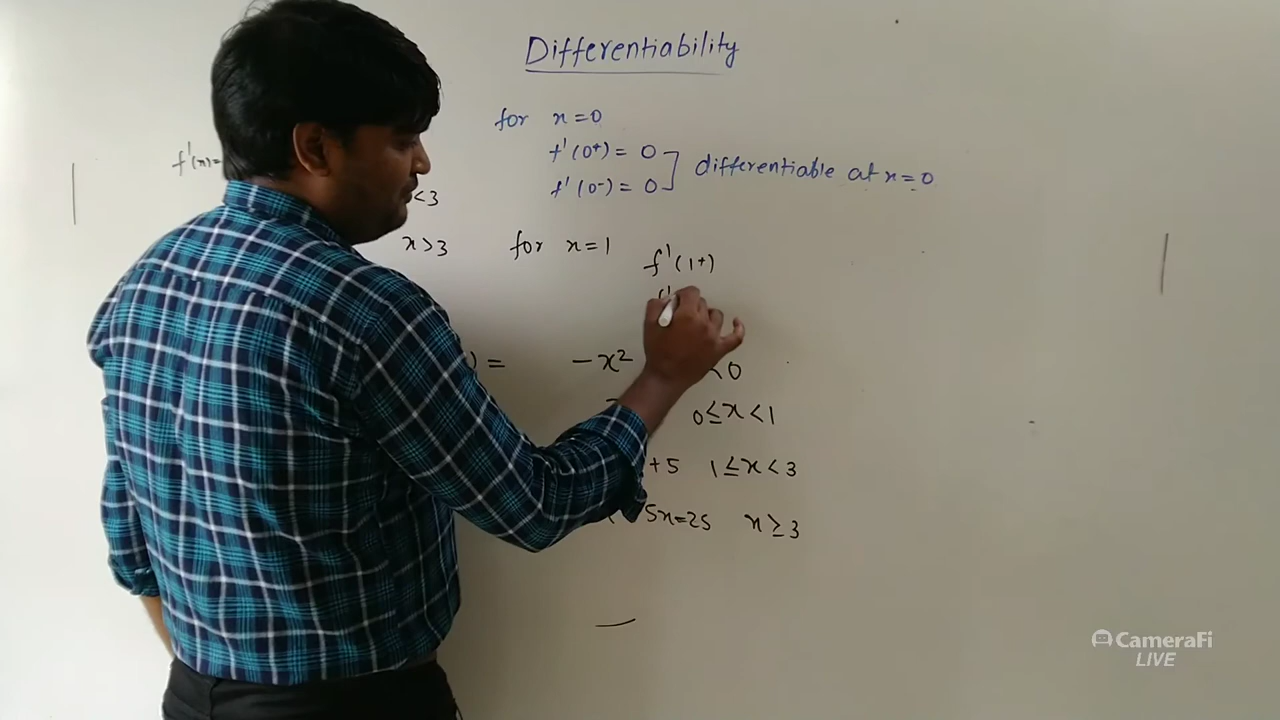 Differentiability
for x=0
f'(x)=
f'(0+) = 0
f'(0-) = 0
differentiable at x=0
<3
x>3
for x=1
f'(1+)
) = -x² <0
0≤x<1
+5 1≤x<3
5x=25 x≥3
CameraFi
LIVE